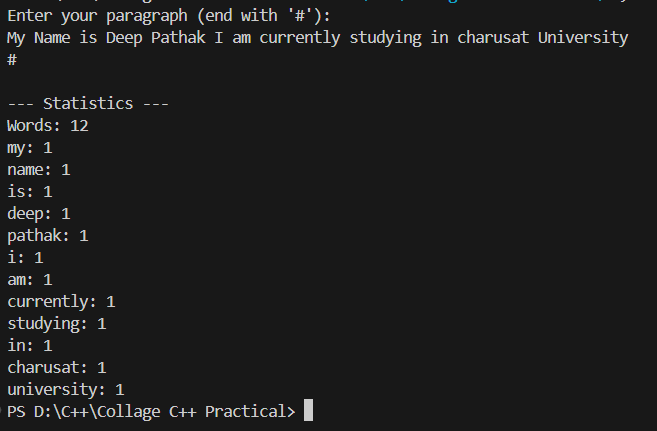 Enter your paragraph (end with '#'):
My Name is Deep Pathak I am currently studying in charusat University
#
--- Statistics ---
Words: 12
my: 1
name: 1
is: 1
deep: 1
pathak: 1
i: 1
am: 1
currently: 1
studying: 1
in: 1
charusat: 1
university: 1
PS D:\C++\Collage C++ Practical>